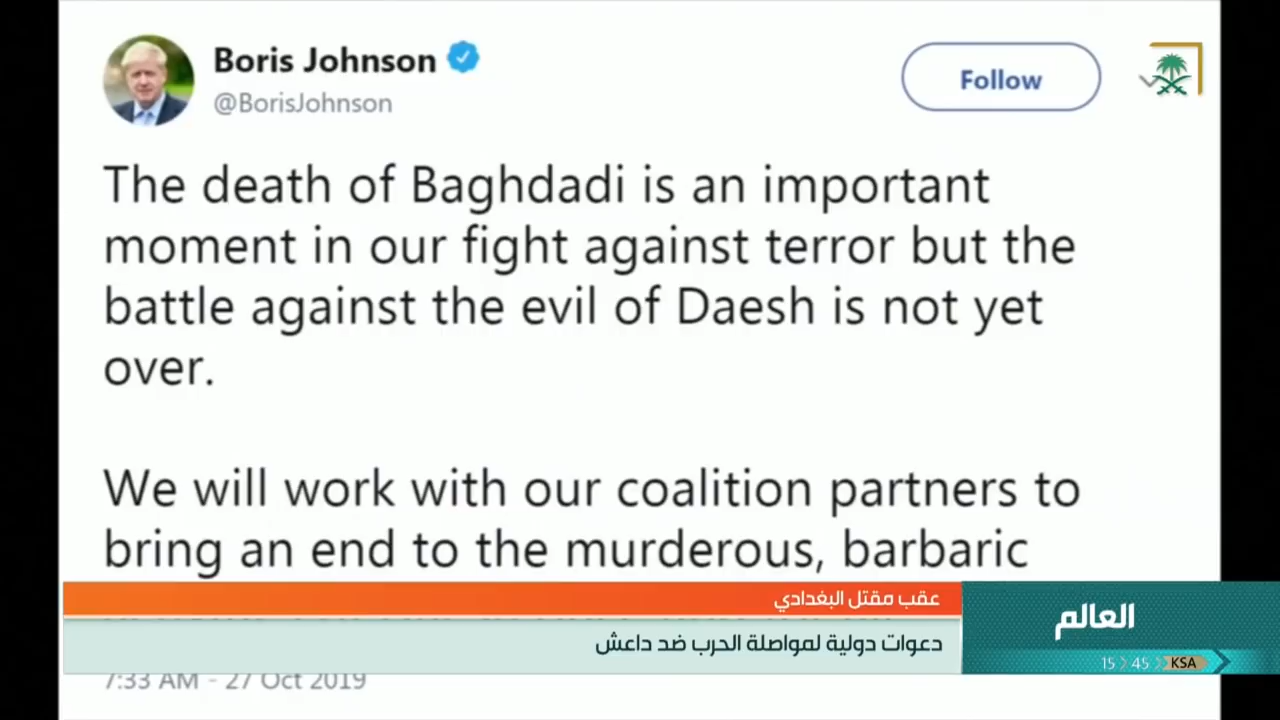 Boris Johnson
@BorisJohnson
Follow
The death of Baghdadi is an important
moment in our fight against terror but the
battle against the evil of Daesh is not yet
over.
We will work with our coalition partners to
bring an end to the murderous, barbaric
عقب مقتل البغدادي
دعوات دولية لمواصلة الحرب ضد داعش
العالم
15 45 KSA
7:33 AM - 27 Oct 2019